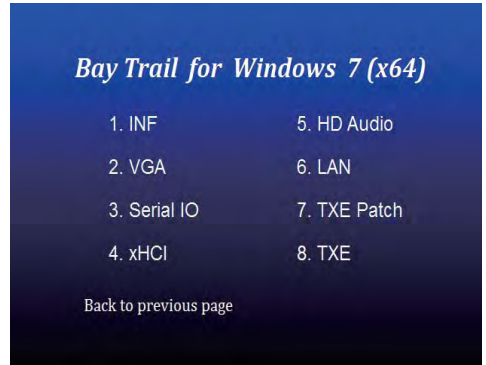 Bay Trail for Windows 7 (x64)
1. INF
2. VGA
3. Serial IO
4. xHCI
5. HD Audio
6. LAN
7. TXE Patch
8. TXE
Back to previous page